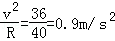 v²/R = 36/40 = 0.9m/s²